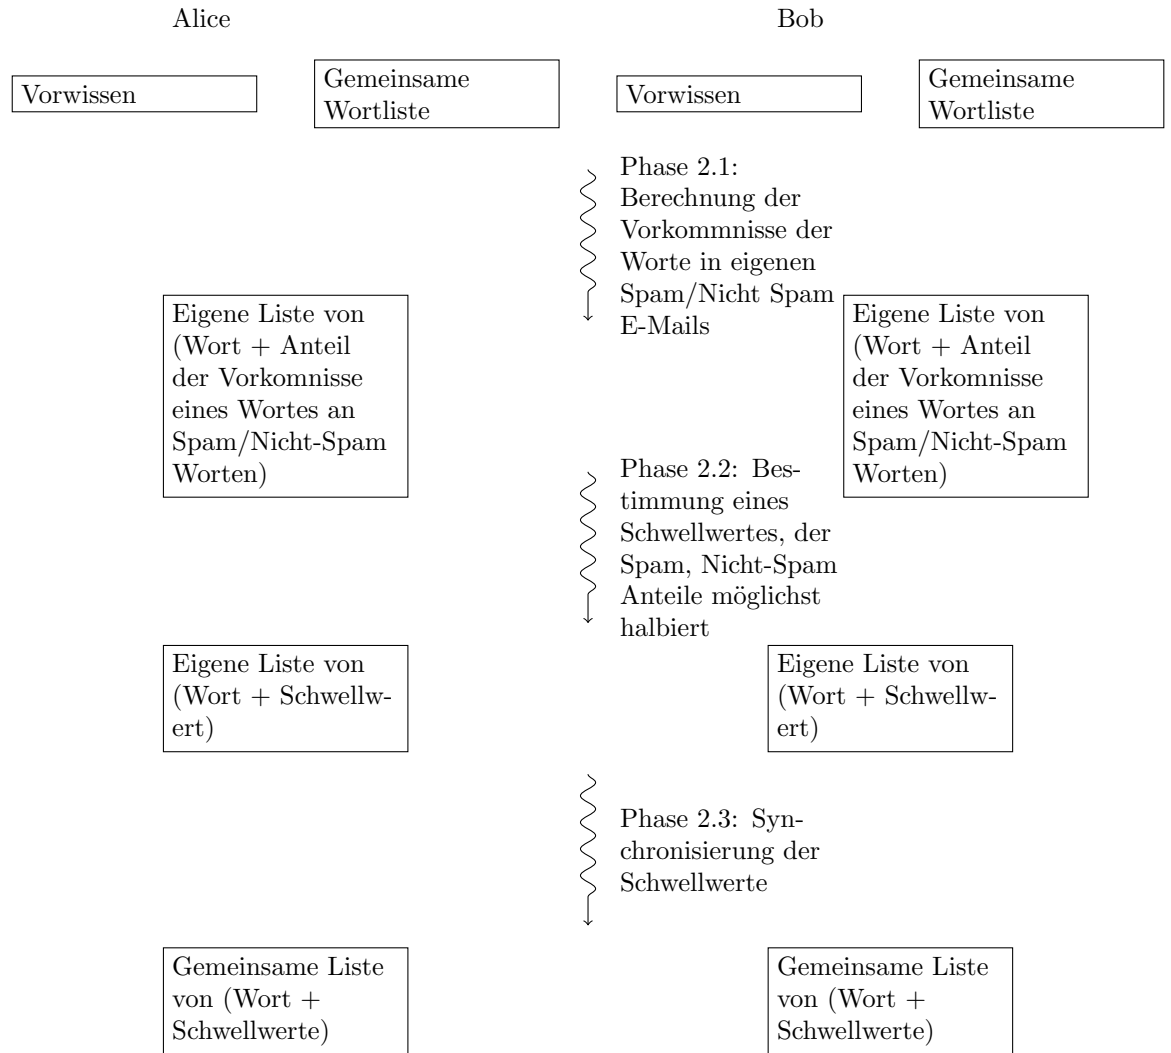 Alice
Bob
Vorwissen
Gemeinsame
Wortliste
Vorwissen
Gemeinsame
Wortliste
Phase 2.1:
Berechnung der
Vorkommnisse der
Worte in eigenen
Spam/Nicht Spam
E-Mails
Eigene Liste von
(Wort + Anteil
der Vorkomnisse
eines Wortes an
Spam/Nicht-Spam
Worten)
Eigene Liste von
(Wort + Anteil
der Vorkomnisse
eines Wortes an
Spam/Nicht-Spam
Worten)
Phase 2.2: Bes-
timmung eines
Schwellwertes, der
Spam, Nicht-Spam
Anteile möglichst
halbiert
Eigene Liste von
(Wort + Schwellw-
ert)
Eigene Liste von
(Wort + Schwellw-
ert)
Phase 2.3: Syn-
chronisierung der
Schwellwerte
Gemeinsame Liste
von (Wort +
Schwellwerte)
Gemeinsame Liste
von (Wort +
Schwellwerte)